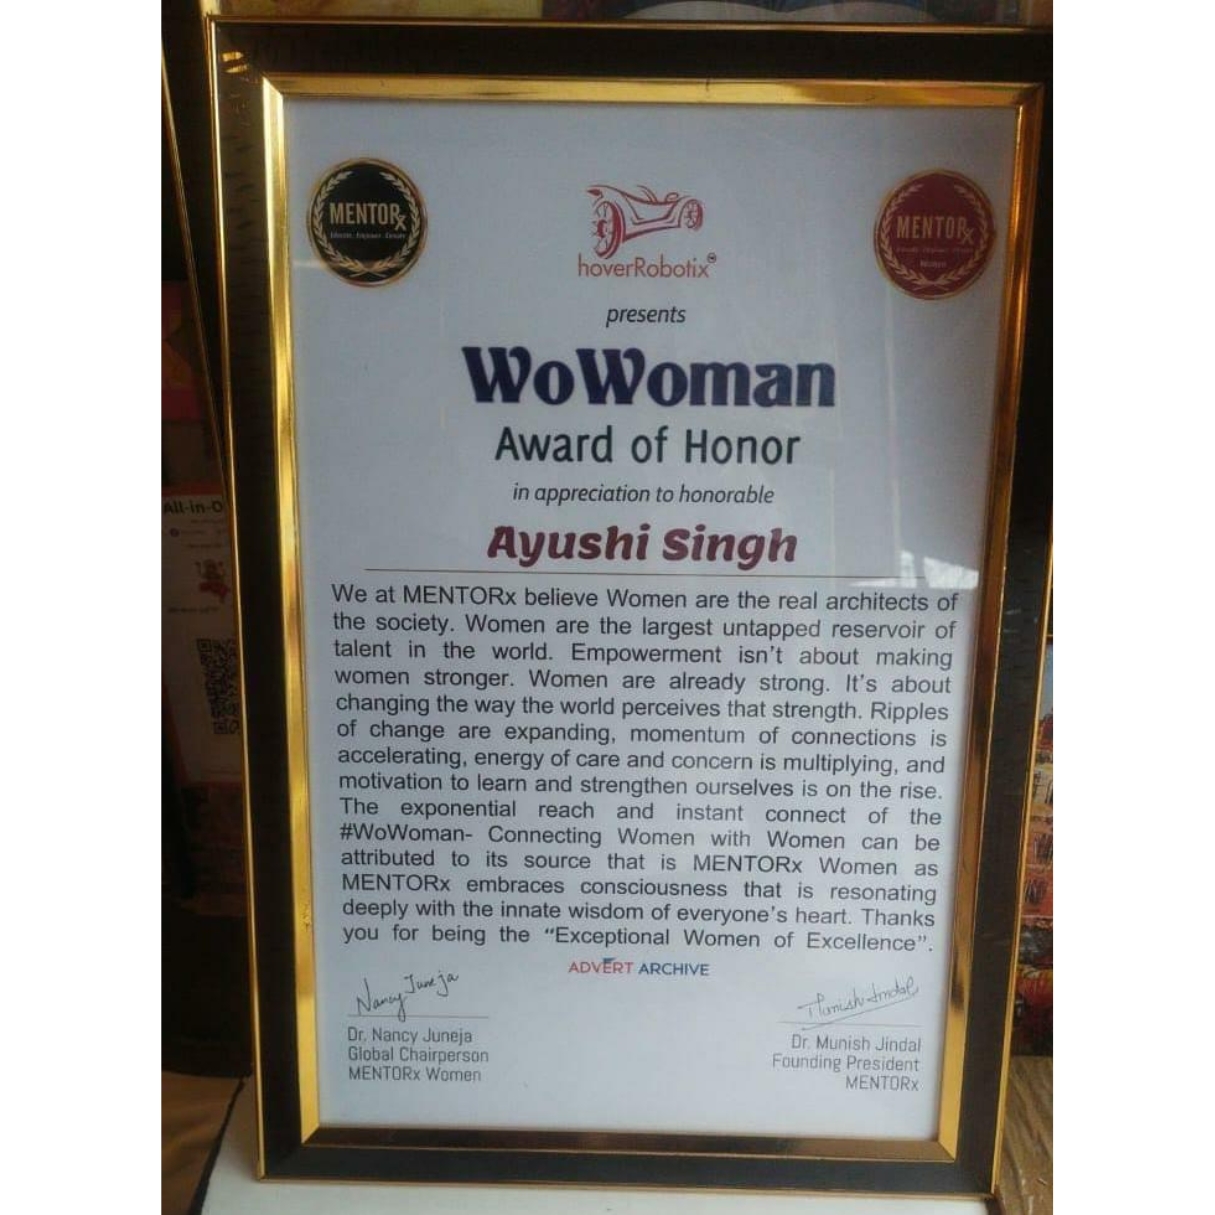 MENTORx
hoverRobotix
MENTORx
presents
WoWoman
Award of Honor
in appreciation to honorable
Ayushi Singh
We at MENTORx believe Women are the real architects of
the society. Women are the largest untapped reservoir of
talent in the world. Empowerment isn't about making
women stronger. Women are already strong. It's about
changing the way the world perceives that strength. Ripples
of change are expanding, momentum of connections is
accelerating, energy of care and concern is multiplying, and
motivation to learn and strengthen ourselves is on the rise.
The exponential reach and instant connect of the
#WoWoman- Connecting Women with Women can be
attributed to its source that is MENTORx Women as
MENTORx embraces consciousness that is resonating
deeply with the innate wisdom of everyone's heart. Thanks
you for being the “Exceptional Women of Excellence”.
ADVERT ARCHIVE
Nancy Juneja
Munish Jindal
Dr. Nancy Juneja
Global Chairperson
MENTORx Women
Dr. Munish Jindal
Founding President
MENTORx
All-in-O